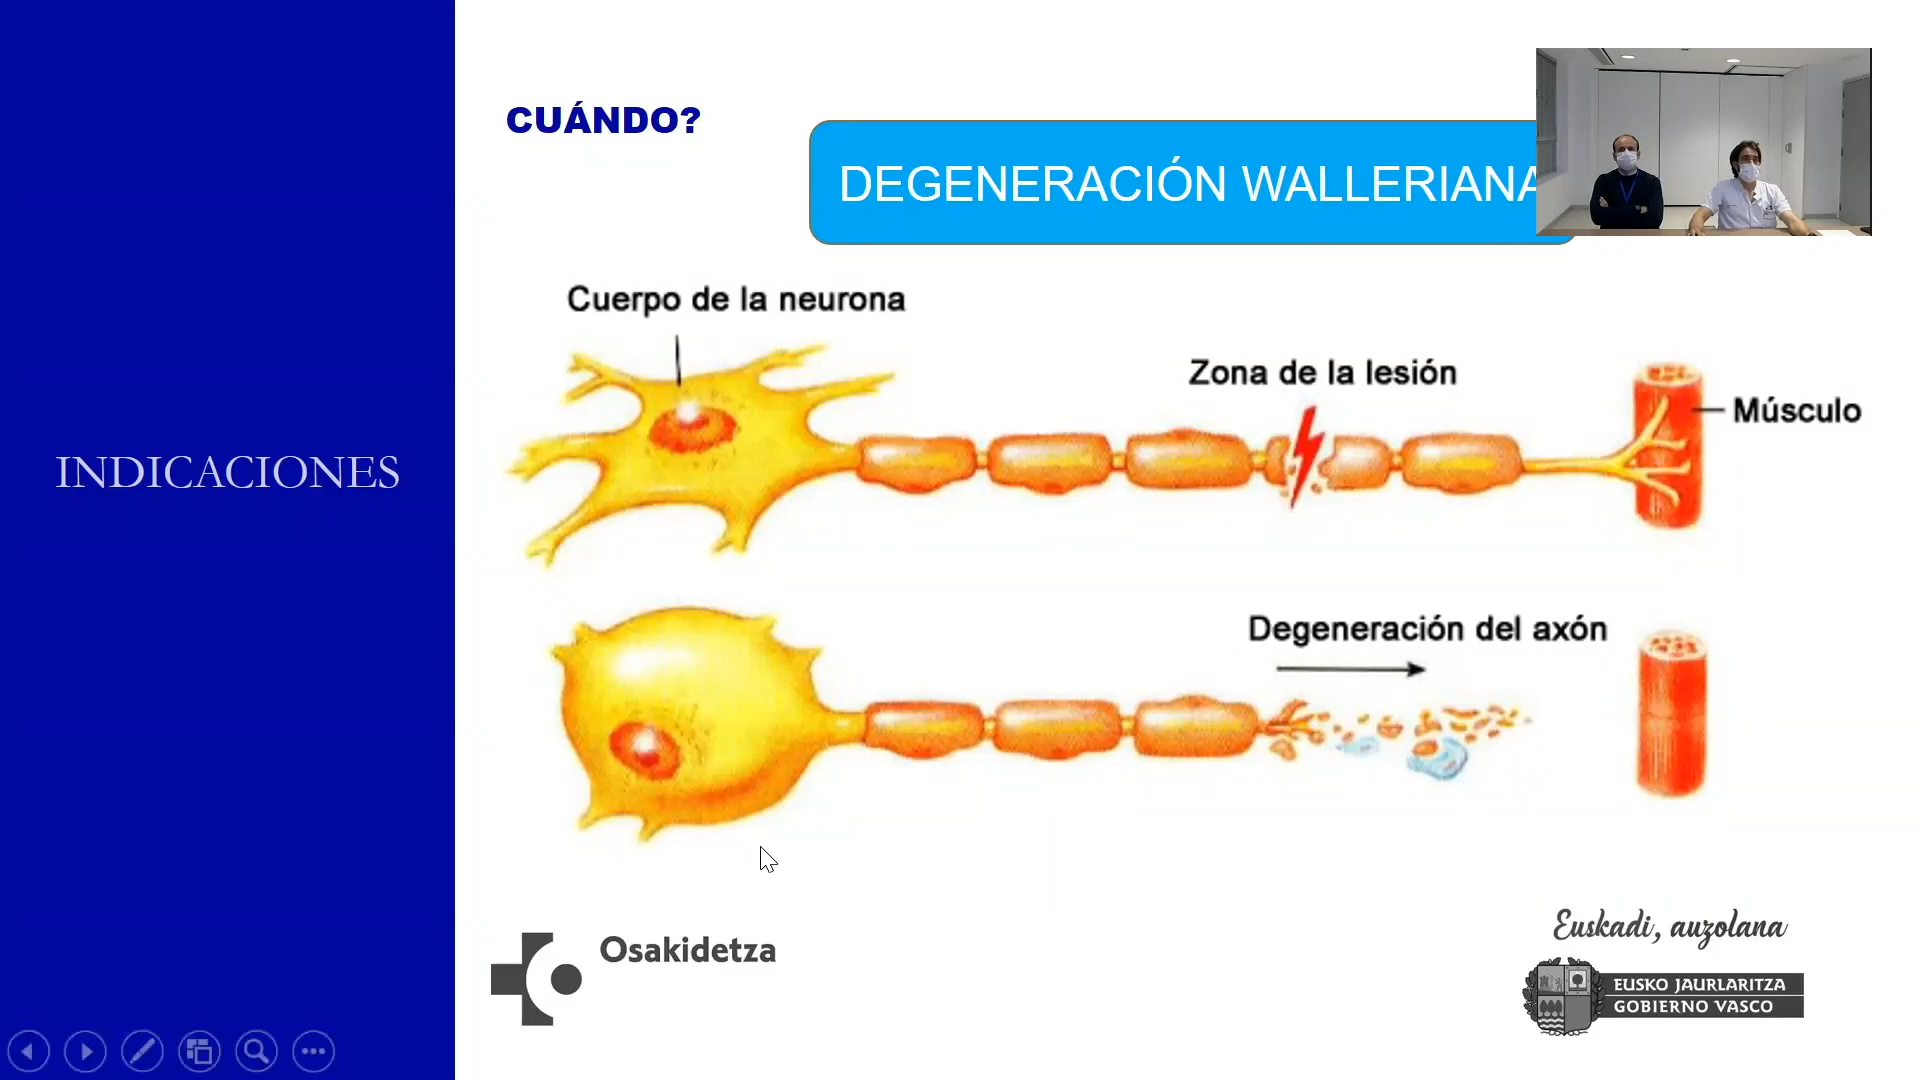 CUÁNDO?
DEGENERACIÓN WALLERIANA
Cuerpo de la neurona
Zona de la lesión
Músculo
INDICACIONES
Degeneración del axón
Osakidetza
Euskadi, auzolana
EUSKO JAURLARITZA
GOBIERNO VASCO